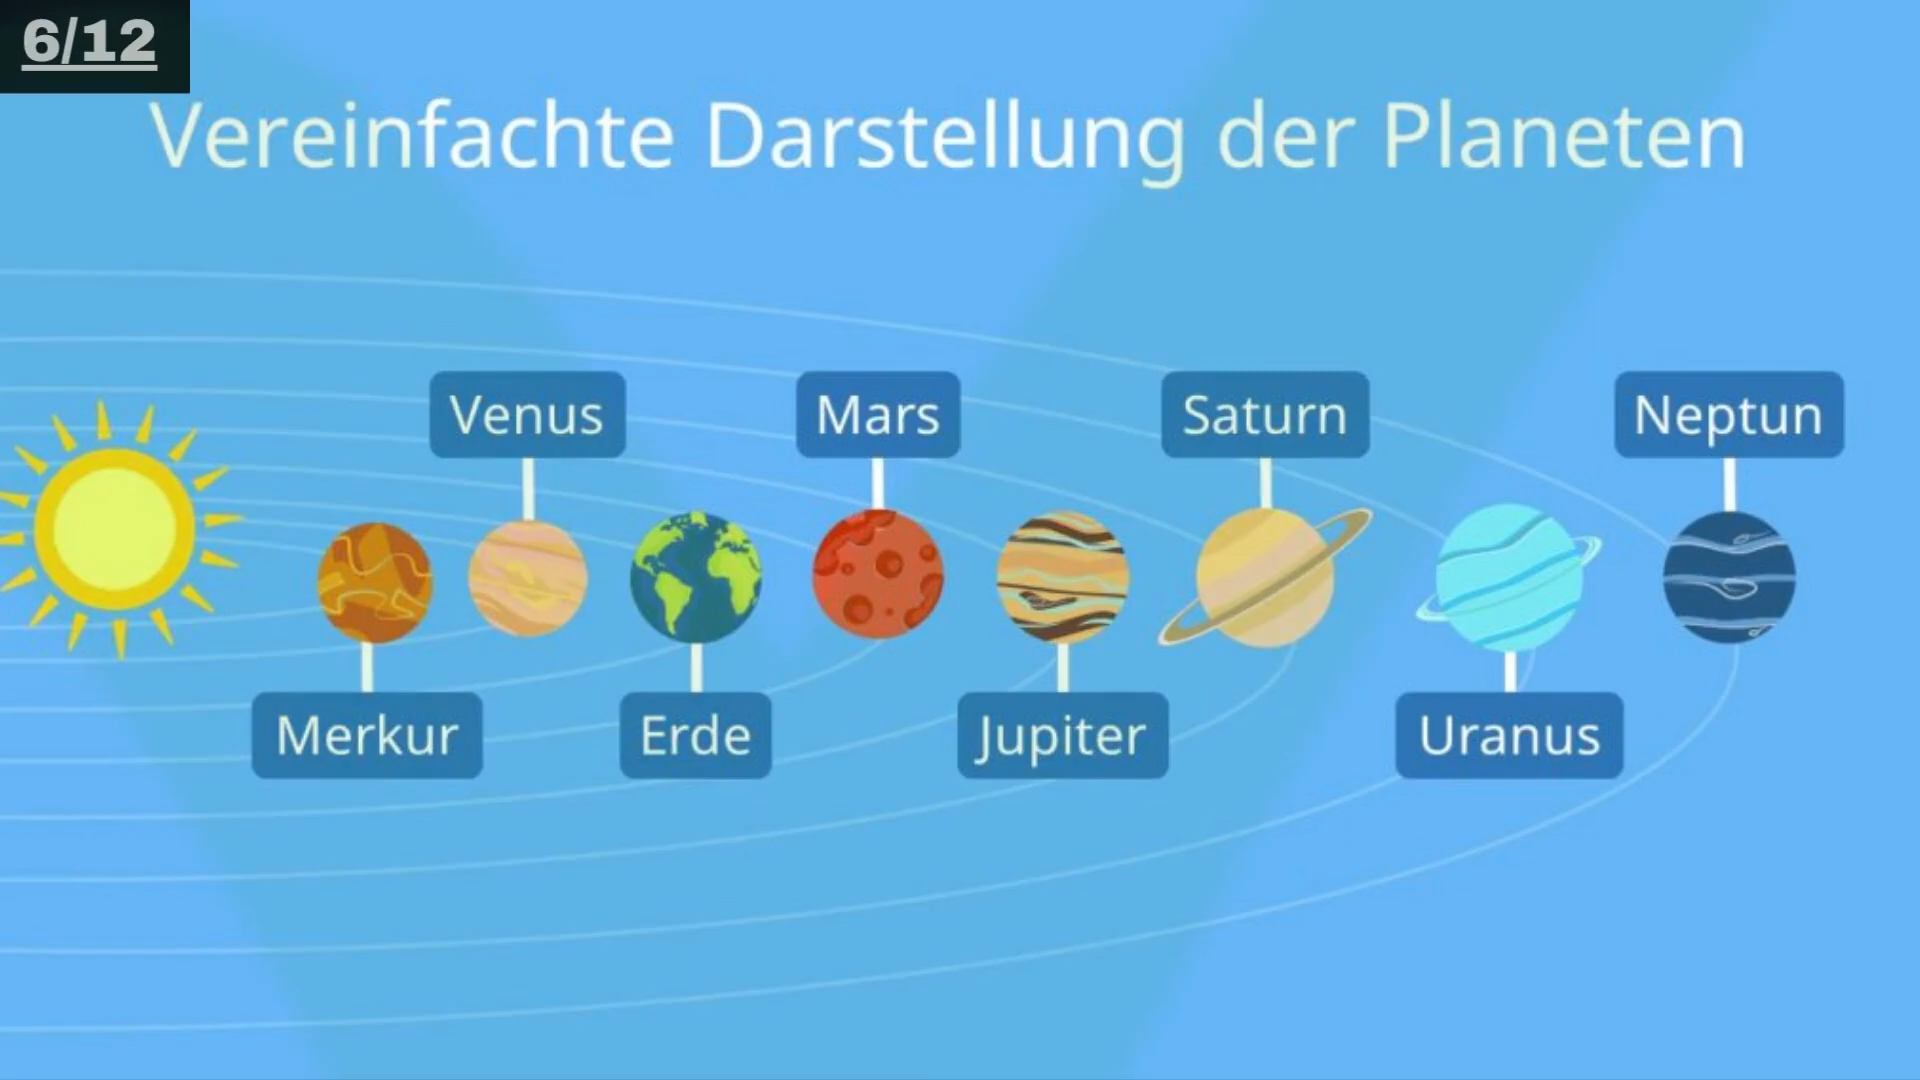 6/12
Vereinfachte Darstellung der Planeten
Venus
Mars
Saturn
Neptun
Merkur
Erde
Jupiter
Uranus